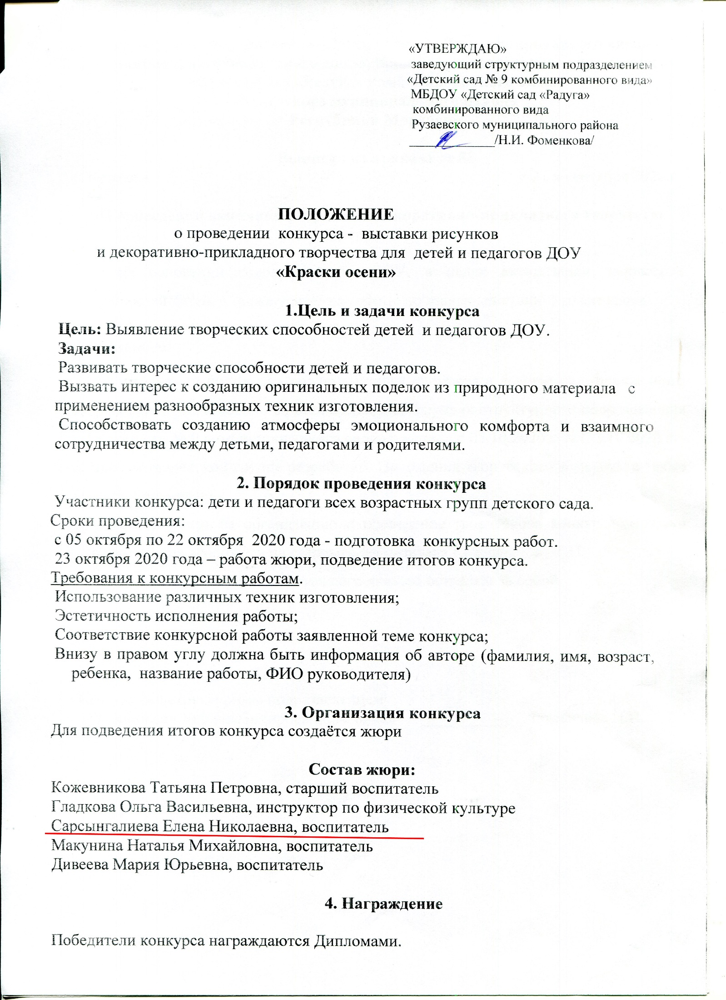 «УТВЕРЖДАЮ»
заведующий структурным подразделением
«Детский сад № 9 комбинированного вида»
МБДОУ «Детский сад «Радуга»
комбинированного вида
Рузаевского муниципального района
____________/Н.И. Фоменкова/
ПОЛОЖЕНИЕ
о проведении конкурса - выставки рисунков
и декоративно-прикладного творчества для детей и педагогов ДОУ
«Краски осени»
1.Цель и задачи конкурса
Цель: Выявление творческих способностей детей и педагогов ДОУ.
Задачи:
Развивать творческие способности детей и педагогов.
Вызвать интерес к созданию оригинальных поделок из природного материала с
применением разнообразных техник изготовления.
Способствовать созданию атмосферы эмоционального комфорта и взаимного
сотрудничества между детьми, педагогами и родителями.
2. Порядок проведения конкурса
Участники конкурса: дети и педагоги всех возрастных групп детского сада.
Сроки проведения:
с 05 октября по 22 октября 2020 года - подготовка конкурсных работ.
23 октября 2020 года – работа жюри, подведение итогов конкурса.
Требования к конкурсным работам.
Использование различных техник изготовления;
Эстетичность исполнения работы;
Соответствие конкурсной работы заявленной теме конкурса;
Внизу в правом углу должна быть информация об авторе (фамилия, имя, возраст,
ребенка, название работы, ФИО руководителя)
3. Организация конкурса
Для подведения итогов конкурса создаётся жюри
Состав жюри:
Кожевникова Татьяна Петровна, старший воспитатель
Гладкова Ольга Васильевна, инструктор по физической культуре
Сарсынгалиева Елена Николаевна, воспитатель
Макунина Наталья Михайловна, воспитатель
Дивеева Мария Юрьевна, воспитатель
4. Награждение
Победители конкурса награждаются Дипломами.